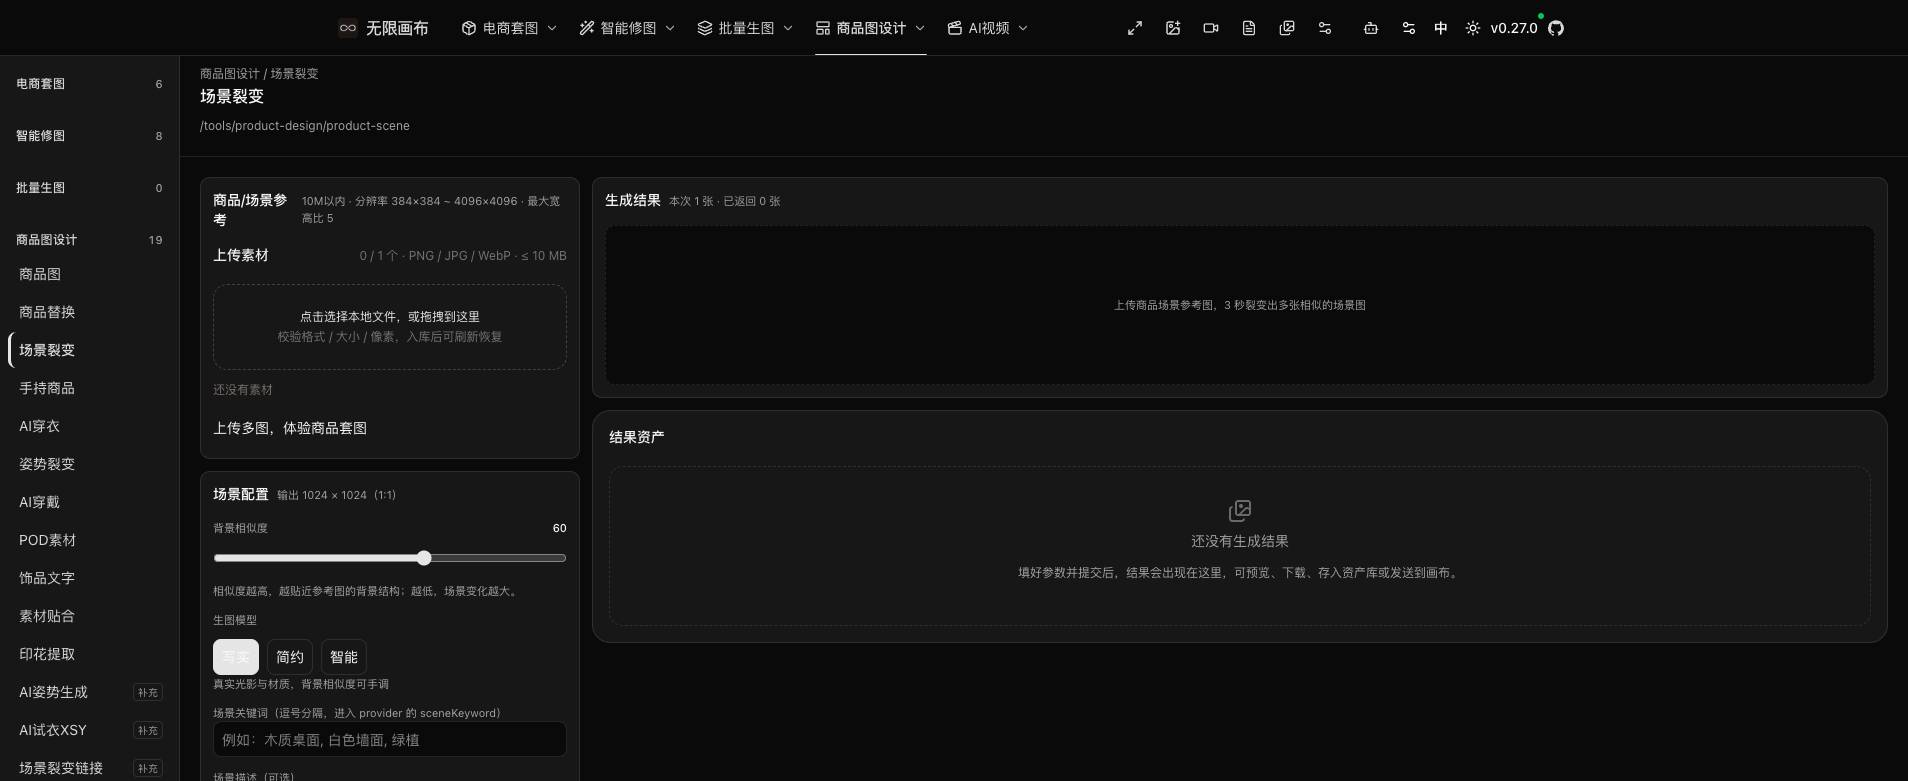 无限画布
电商套图
智能修图
批量生图
商品图设计
AI视频
中
v0.27.0
电商套图 6
智能修图 8
批量生图 0
商品图设计 19
商品图
商品替换
场景裂变
手持商品
AI穿衣
姿势裂变
AI穿戴
POD素材
饰品文字
素材贴合
印花提取
AI姿势生成 补充
AI试衣XSY 补充
场景裂变链接 补充
商品图设计 / 场景裂变
场景裂变
/tools/product-design/product-scene
商品/场景参
考
10M以内 · 分辨率 384×384 ~ 4096×4096 · 最大宽
高比 5
上传素材 0 / 1 个 · PNG / JPG / WebP · ≤ 10 MB
点击选择本地文件，或拖拽到这里
校验格式 / 大小 / 像素，入库后可刷新恢复
还没有素材
上传多图，体验商品套图
场景配置 输出 1024 × 1024（1:1）
背景相似度 60
相似度越高，越贴近参考图的背景结构；越低，场景变化越大。
生图模型
写实 简约 智能
真实光影与材质，背景相似度可手调
场景关键词（逗号分隔，进入 provider 的 sceneKeyword）
例如：木质桌面, 白色墙面, 绿植
场景描述（可选）
生成结果 本次 1 张 · 已返回 0 张
上传商品场景参考图，3 秒裂变出多张相似的场景图
结果资产
还没有生成结果
填好参数并提交后，结果会出现在这里，可预览、下载、存入资产库或发送到画布。